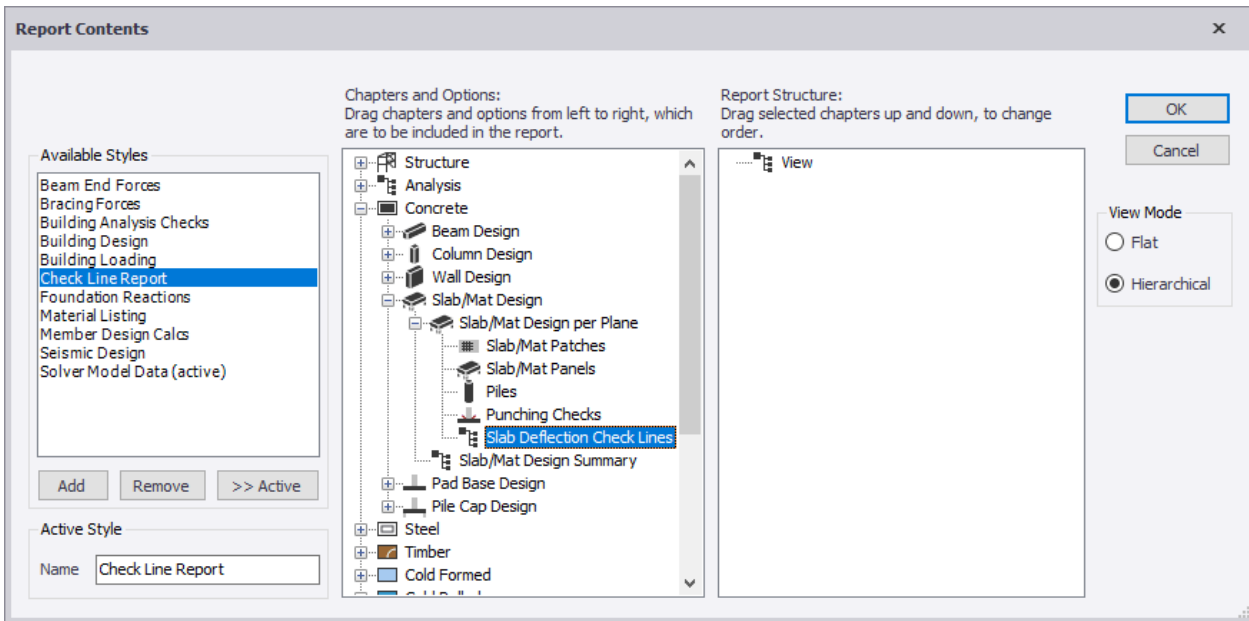 Report Contents
Chapters and Options:
Drag chapters and options from left to right, which
are to be included in the report.
Report Structure:
Drag selected chapters up and down, to change
order.
OK
Cancel
Available Styles
Beam End Forces
Bracing Forces
Building Analysis Checks
Building Design
Building Loading
Check Line Report
Foundation Reactions
Material Listing
Member Design Calcs
Seismic Design
Solver Model Data (active)
Add
Remove
>> Active
Active Style
Name
Check Line Report
Structure
Analysis
Concrete
Beam Design
Column Design
Wall Design
Slab/Mat Design
Slab/Mat Design per Plane
Slab/Mat Patches
Slab/Mat Panels
Piles
Punching Checks
Slab Deflection Check Lines
Slab/Mat Design Summary
Pad Base Design
Pile Cap Design
Steel
Timber
Cold Formed
View
View Mode
Flat
Hierarchical